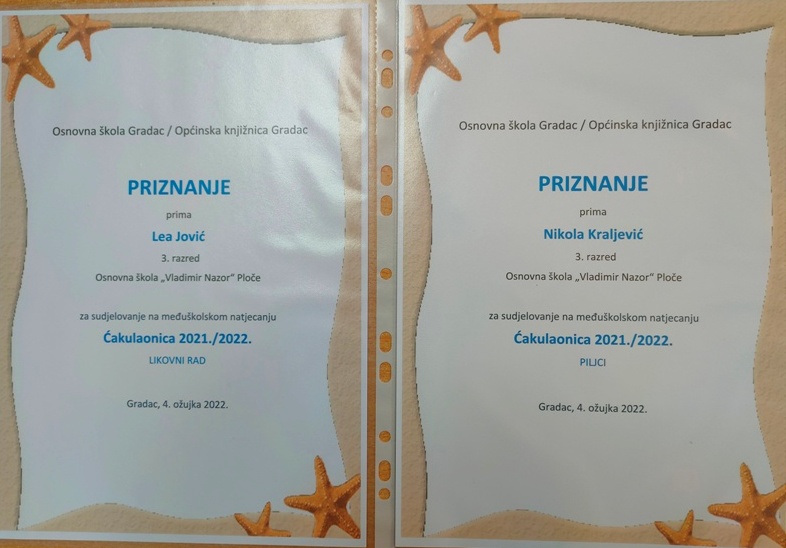 Osnovna škola Gradac / Općinska knjižnica Gradac
PRIZNANJE
prima
Lea Jović
3. razred
Osnovna škola „Vladimir Nazor“ Ploče
za sudjelovanje na međuškolskom natjecanju
Ćakulaonica 2021./2022.
LIKOVNI RAD
Gradac, 4. ožujka 2022.
Osnovna škola Gradac / Općinska knjižnica Gradac
PRIZNANJE
prima
Nikola Kraljević
3. razred
Osnovna škola „Vladimir Nazor“ Ploče
za sudjelovanje na međuškolskom natjecanju
Ćakulaonica 2021./2022.
PILJCI
Gradac, 4. ožujka 2022.